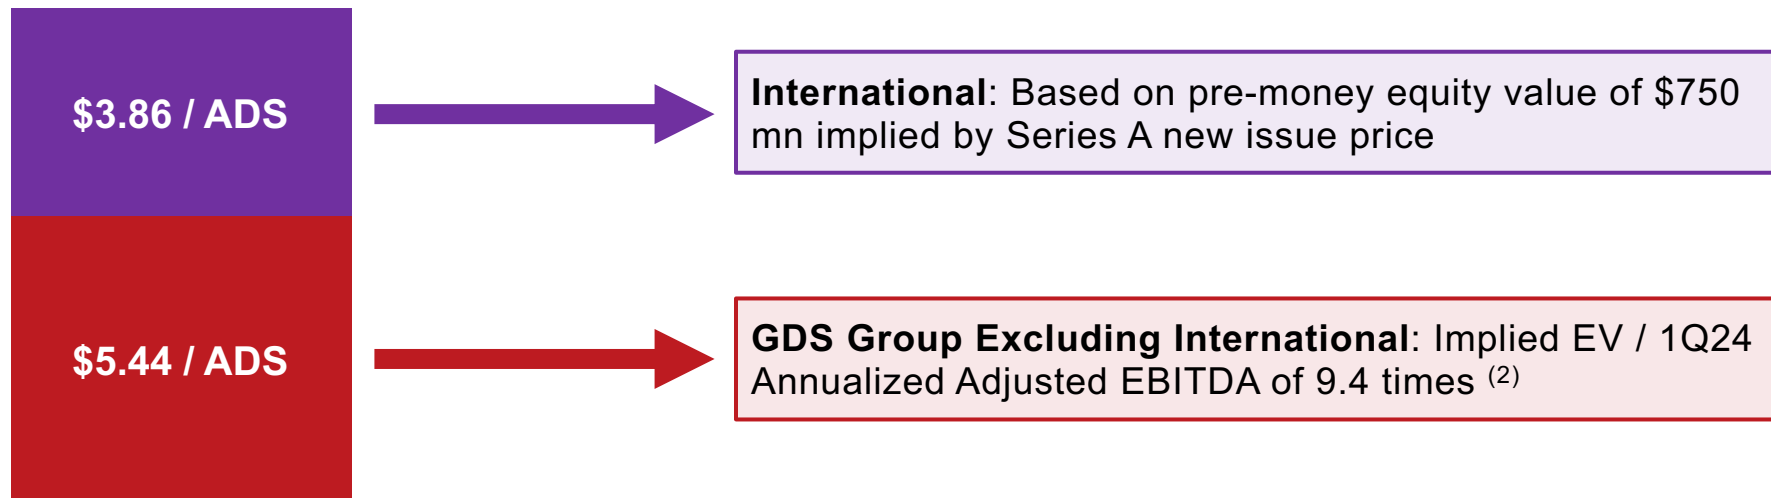 $3.86 / ADS
International: Based on pre-money equity value of $750
mn implied by Series A new issue price
$5.44 / ADS
GDS Group Excluding International: Implied EV / 1Q24
Annualized Adjusted EBITDA of 9.4 times (2)